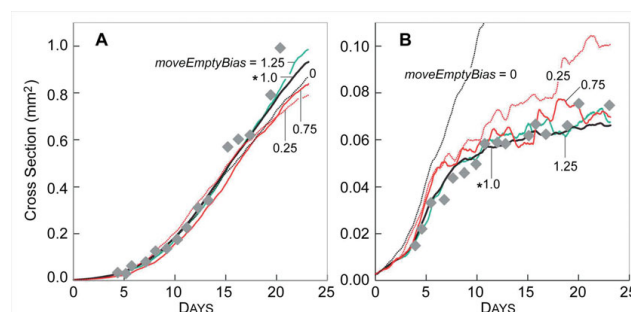 A
B
1.0
0.8
0.6
0.4
0.2
0.0
Cross Section (mm²)
moveEmptyBias = 1.25
*1.0
0
0.75
0.25
0 5 10 15 20 25
DAYS
0.10
0.08
0.06
0.04
0.02
0.00
moveEmptyBias = 0
0.25
0.75
*1.0
1.25
0 5 10 15 20 25
DAYS